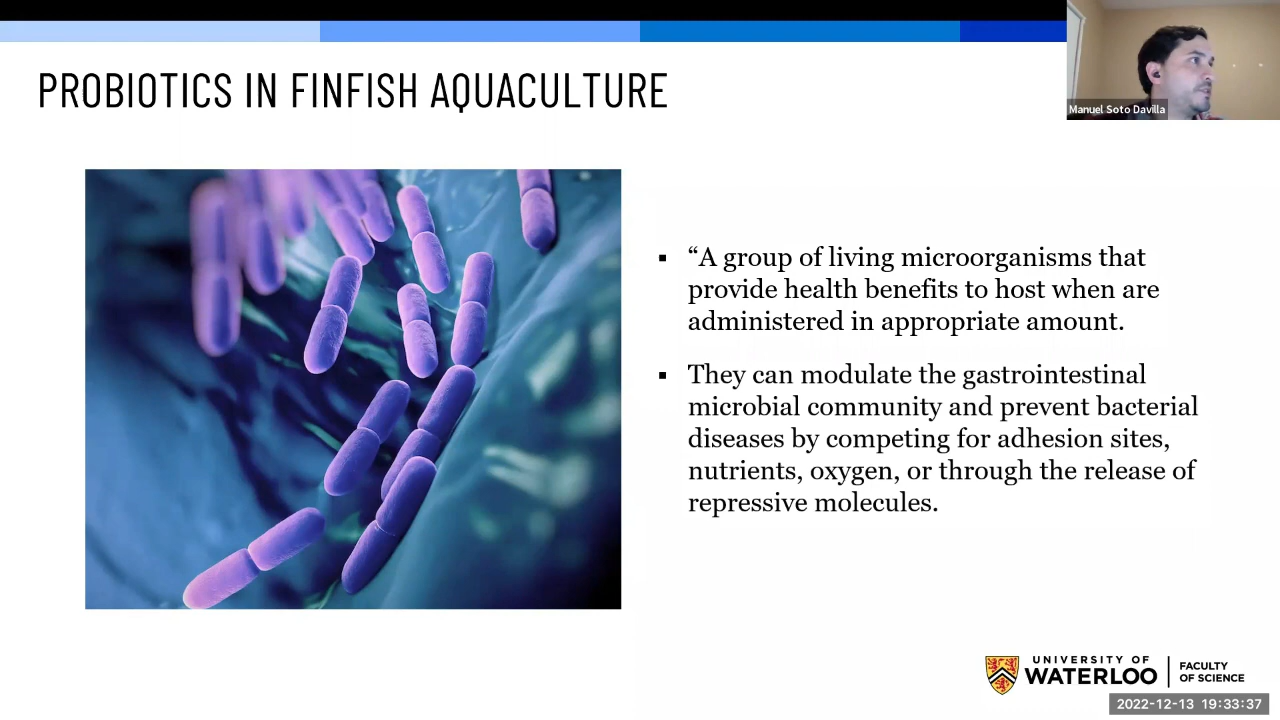 PROBIOTICS IN FINFISH AQUACULTURE
Manuel Soto Davilla
▪ “A group of living microorganisms that
provide health benefits to host when are
administered in appropriate amount.
▪ They can modulate the gastrointestinal
microbial community and prevent bacterial
diseases by competing for adhesion sites,
nutrients, oxygen, or through the release of
repressive molecules.
UNIVERSITY OF
WATERLOO
FACULTY
OF SCIENCE
2022-12-13 19:33:37